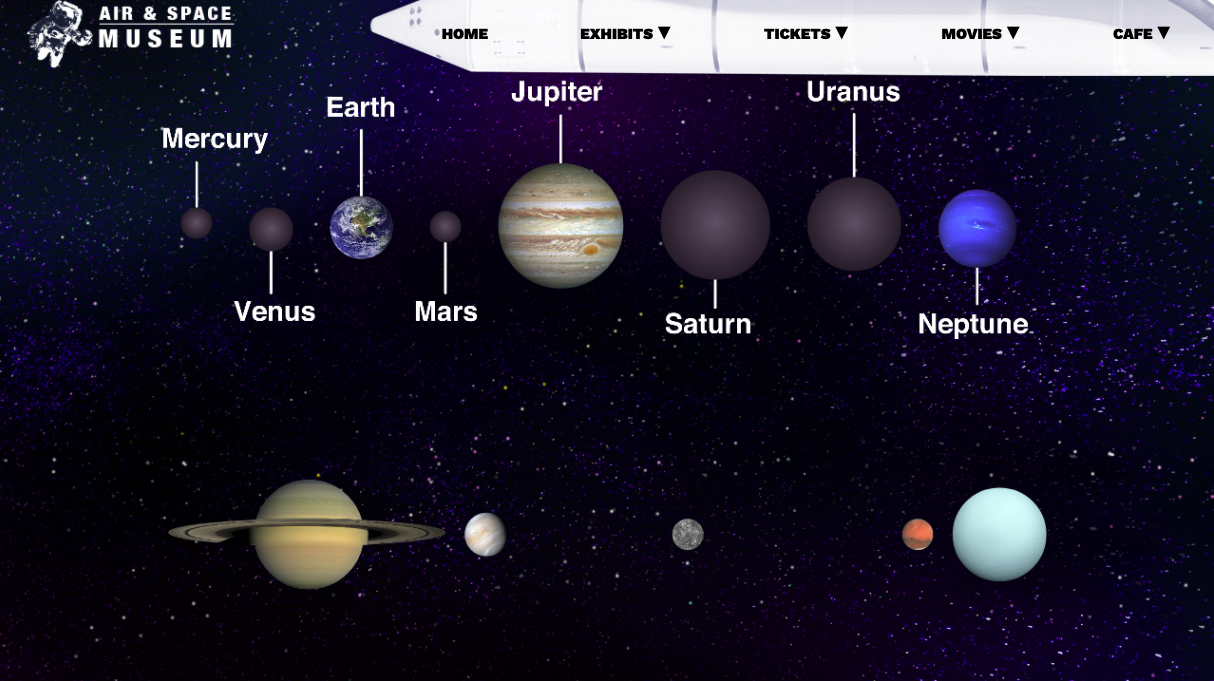 AIR & SPACE
MUSEUM
HOME
EXHIBITS ▼
TICKETS ▼
MOVIES ▼
CAFE ▼
Mercury
Venus
Earth
Mars
Jupiter
Saturn
Uranus
Neptune